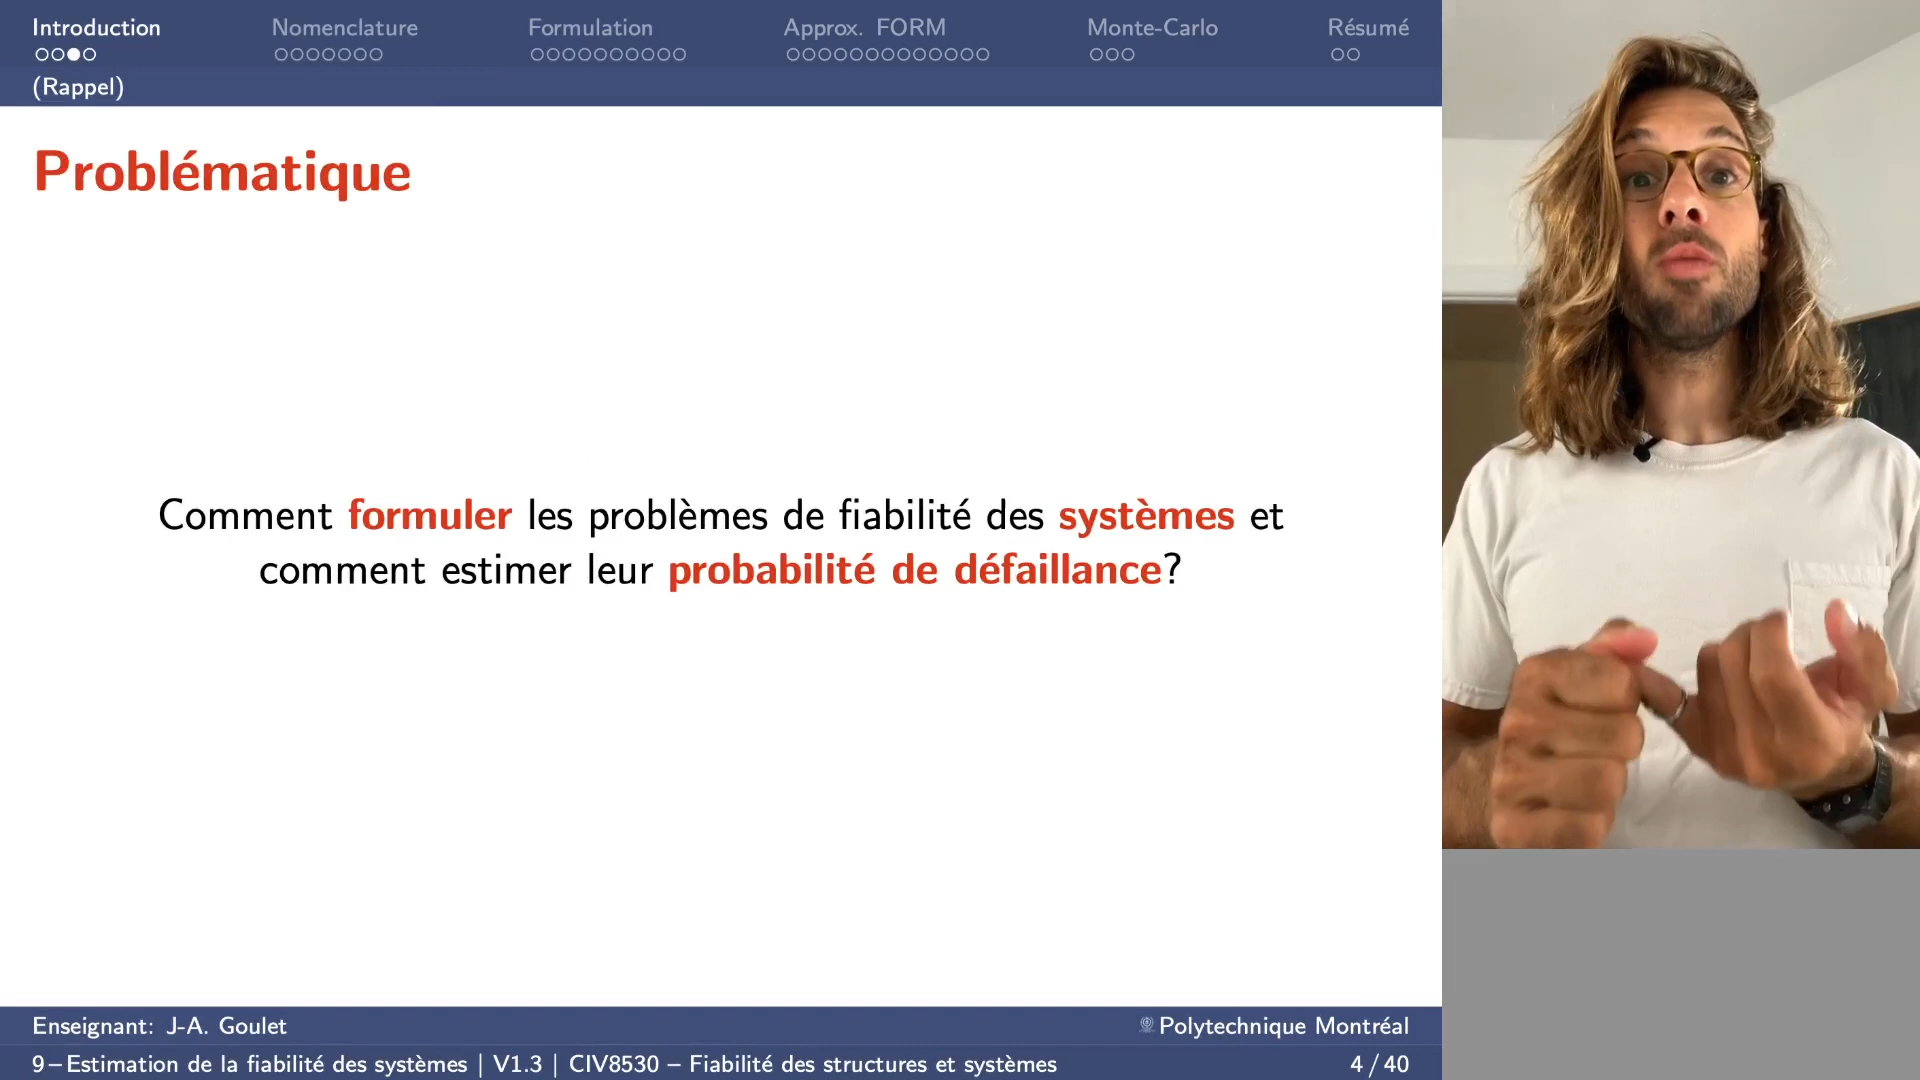 Introduction Nomenclature Formulation Approx. FORM Monte-Carlo Résumé
(Rappel)
Problématique
Comment formuler les problèmes de fiabilité des systèmes et
comment estimer leur probabilité de défaillance?
Enseignant: J-A. Goulet Polytechnique Montréal
9 – Estimation de la fiabilité des systèmes | V1.3 | CIV8530 – Fiabilité des structures et systèmes 4 / 40